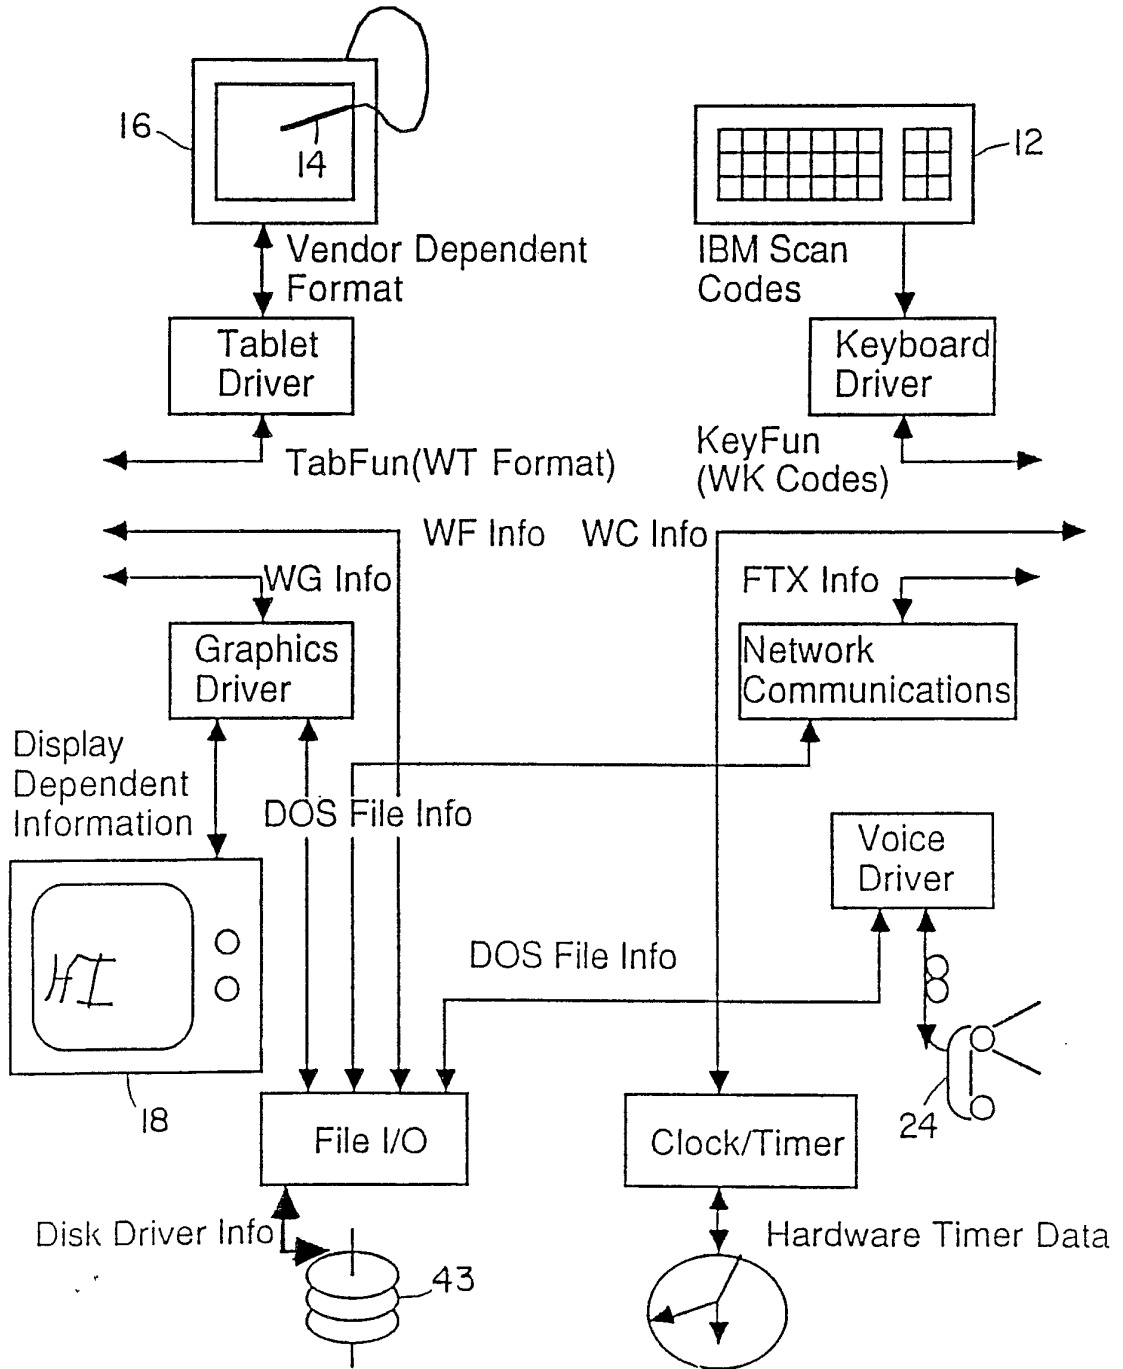 16
14
12
Vendor Dependent
Format
IBM Scan
Codes
Tablet
Driver
Keyboard
Driver
TabFun(WT Format)
KeyFun
(WK Codes)
WF Info
WC Info
WG Info
FTX Info
Graphics
Driver
Network
Communications
Display
Dependent
Information
DOS File Info
Voice
Driver
HI
DOS File Info
18
24
File I/O
Clock/Timer
Disk Driver Info
Hardware Timer Data
43